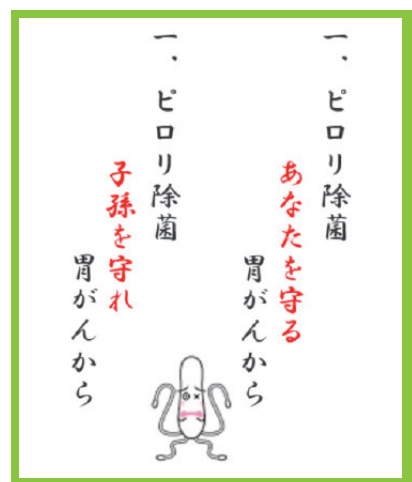 一、ピロリ除菌
あなたを守る
胃がんから
一、ピロリ除菌
子孫を守れ
胃がんから